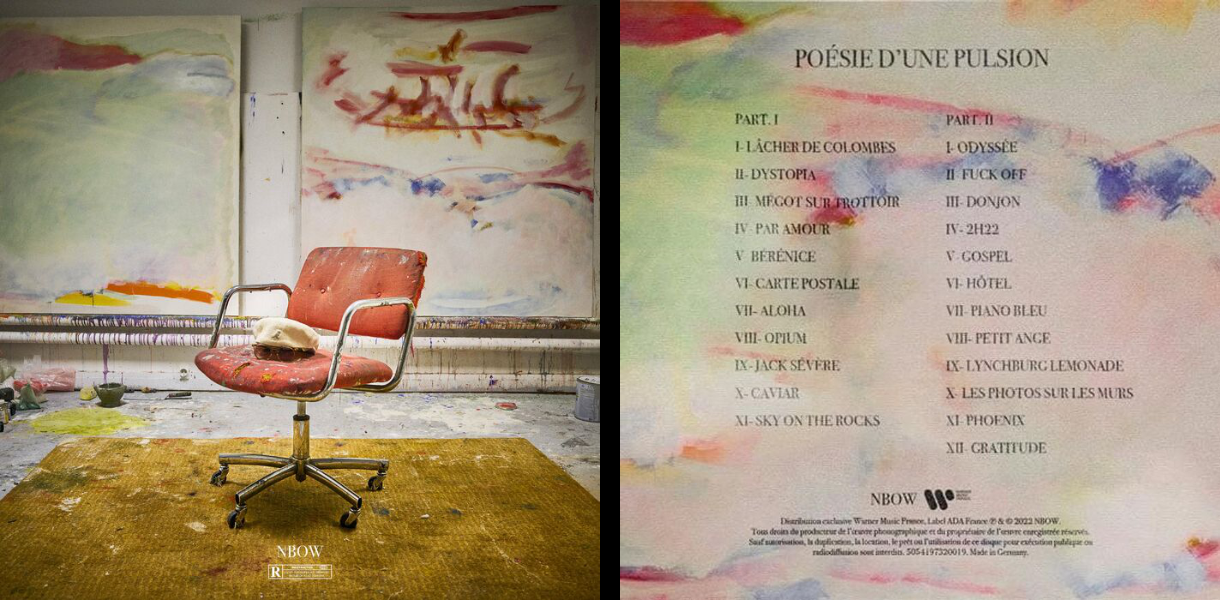 NBOW
R
POÉSIE D'UNE PULSION
PART. I
I- LÂCHER DE COLOMBES
II- DYSTOPIA
III- MÉGOT SUR TROTTOIR
IV- PAR AMOUR
V- BÉRÉNICE
VI- CARTE POSTALE
VII- ALOHA
VIII- OPIUM
IX- JACK SÉVÈRE
X- CAVIAR
XI- SKY ON THE ROCKS
PART. II
I- ODYSSÉE
II- FUCK OFF
III- DONJON
IV- 2H22
V- GOSPEL
VI- HÔTEL
VII- PIANO BLEU
VIII- PETIT ANGE
IX- LYNCHBURG LEMONADE
X- LES PHOTOS SUR LES MURS
XI- PHOENIX
XII- GRATITUDE
NBOW
WARNER
MUSIC
FRANCE
Distribution exclusive Warner Music France, Label ADA France ℗ & © 2022 NBOW.
Tous droits du producteur de l'œuvre phonographique et du propriétaire de l'œuvre enregistrée réservés.
Sauf autorisation, la duplication, la location, le prêt ou l'utilisation de ce disque pour exécution publique ou
radiodiffusion sont interdits. 5054197320019. Made in Germany.